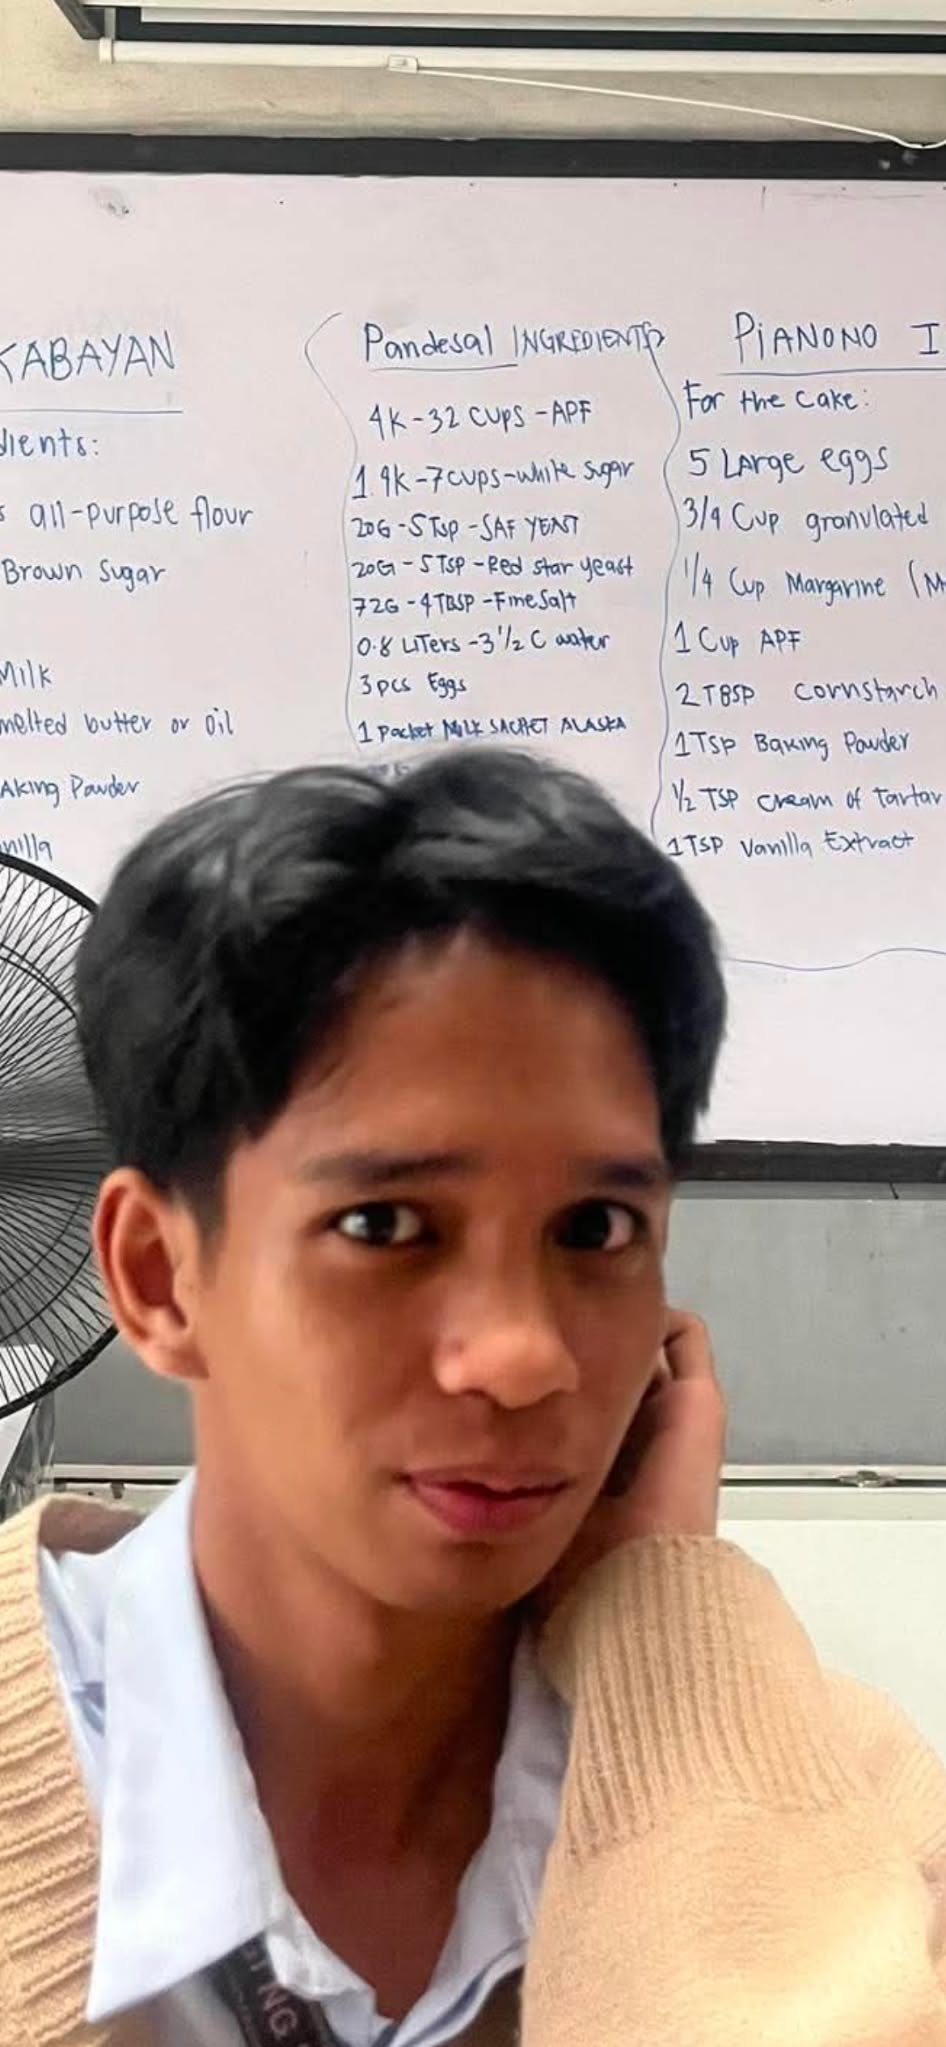 KABAYAN
dients:
s all-purpose flour
Brown Sugar
Milk
melted butter or oil
Aking Powder
nilla
Pandesal INGREDIENTS
4K-32 CUPS-APF
1.4K-7cups-white sugar
20G-5Tsp-SAF YEAST
20G-5TSP-Red star yeast
72G-4TBSP-Fine Salt
0.8 LITers-3 1/2 C water
3pcs Eggs
1 Packet MILK SACHET ALASKA
PIANONO I
For the cake:
5 LArge eggs
3/4 Cup granulated
1/4 Cup Margarine (M
1 Cup APF
2 TBSP cornstarch
1TSP Baking Powder
1/2 TSP cream of tartar
1TSP Vanilla Extract
NG